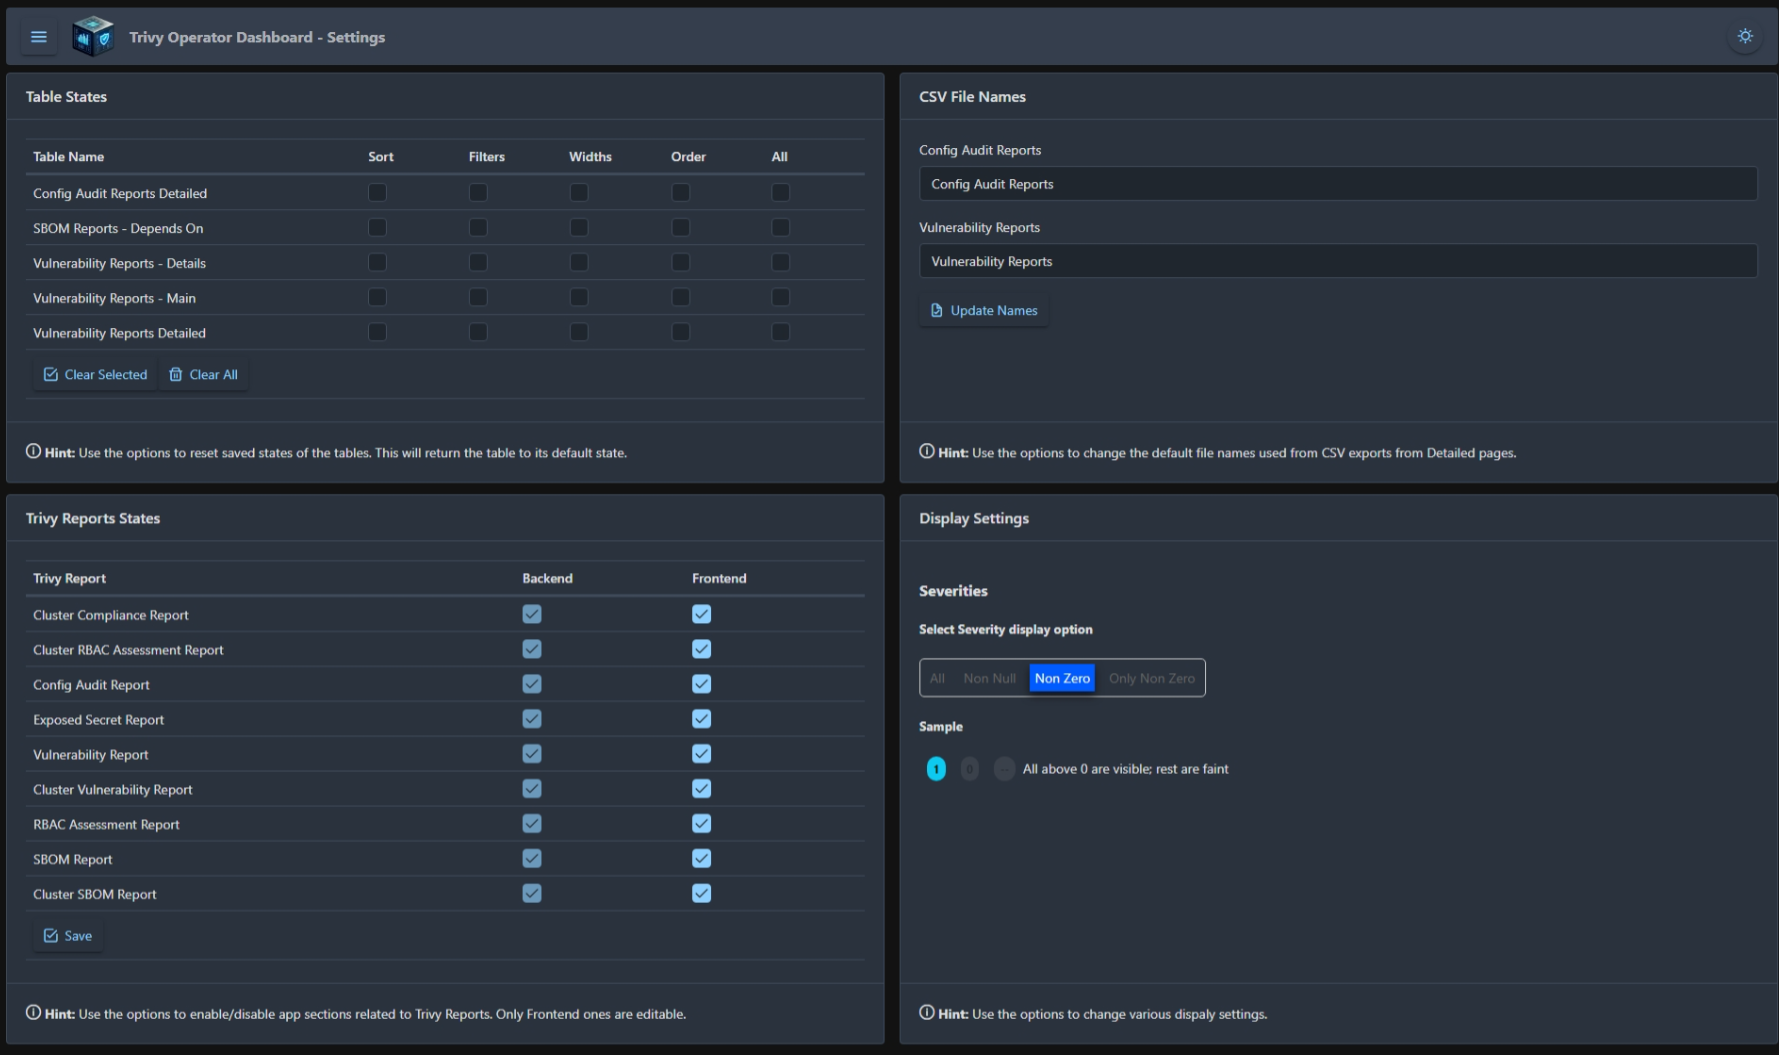 Trivy Operator Dashboard - Settings
Table States
Table Name Sort Filters Widths Order All
Config Audit Reports Detailed
SBOM Reports - Depends On
Vulnerability Reports - Details
Vulnerability Reports - Main
Vulnerability Reports Detailed
Clear Selected Clear All
Hint: Use the options to reset saved states of the tables. This will return the table to its default state.
CSV File Names
Config Audit Reports
Config Audit Reports
Vulnerability Reports
Vulnerability Reports
Update Names
Hint: Use the options to change the default file names used from CSV exports from Detailed pages.
Trivy Reports States
Trivy Report Backend Frontend
Cluster Compliance Report
Cluster RBAC Assessment Report
Config Audit Report
Exposed Secret Report
Vulnerability Report
Cluster Vulnerability Report
RBAC Assessment Report
SBOM Report
Cluster SBOM Report
Save
Hint: Use the options to enable/disable app sections related to Trivy Reports. Only Frontend ones are editable.
Display Settings
Severities
Select Severity display option
All Non Null Non Zero Only Non Zero
Sample
1 0 -- All above 0 are visible; rest are faint
Hint: Use the options to change various dispaly settings.